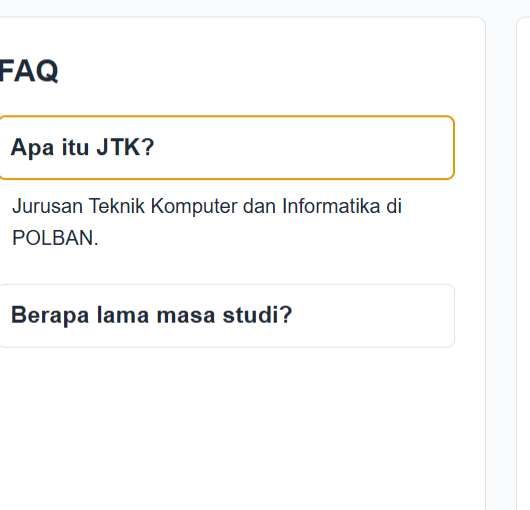 FAQ
Apa itu JTK?
Jurusan Teknik Komputer dan Informatika di
POLBAN.
Berapa lama masa studi?